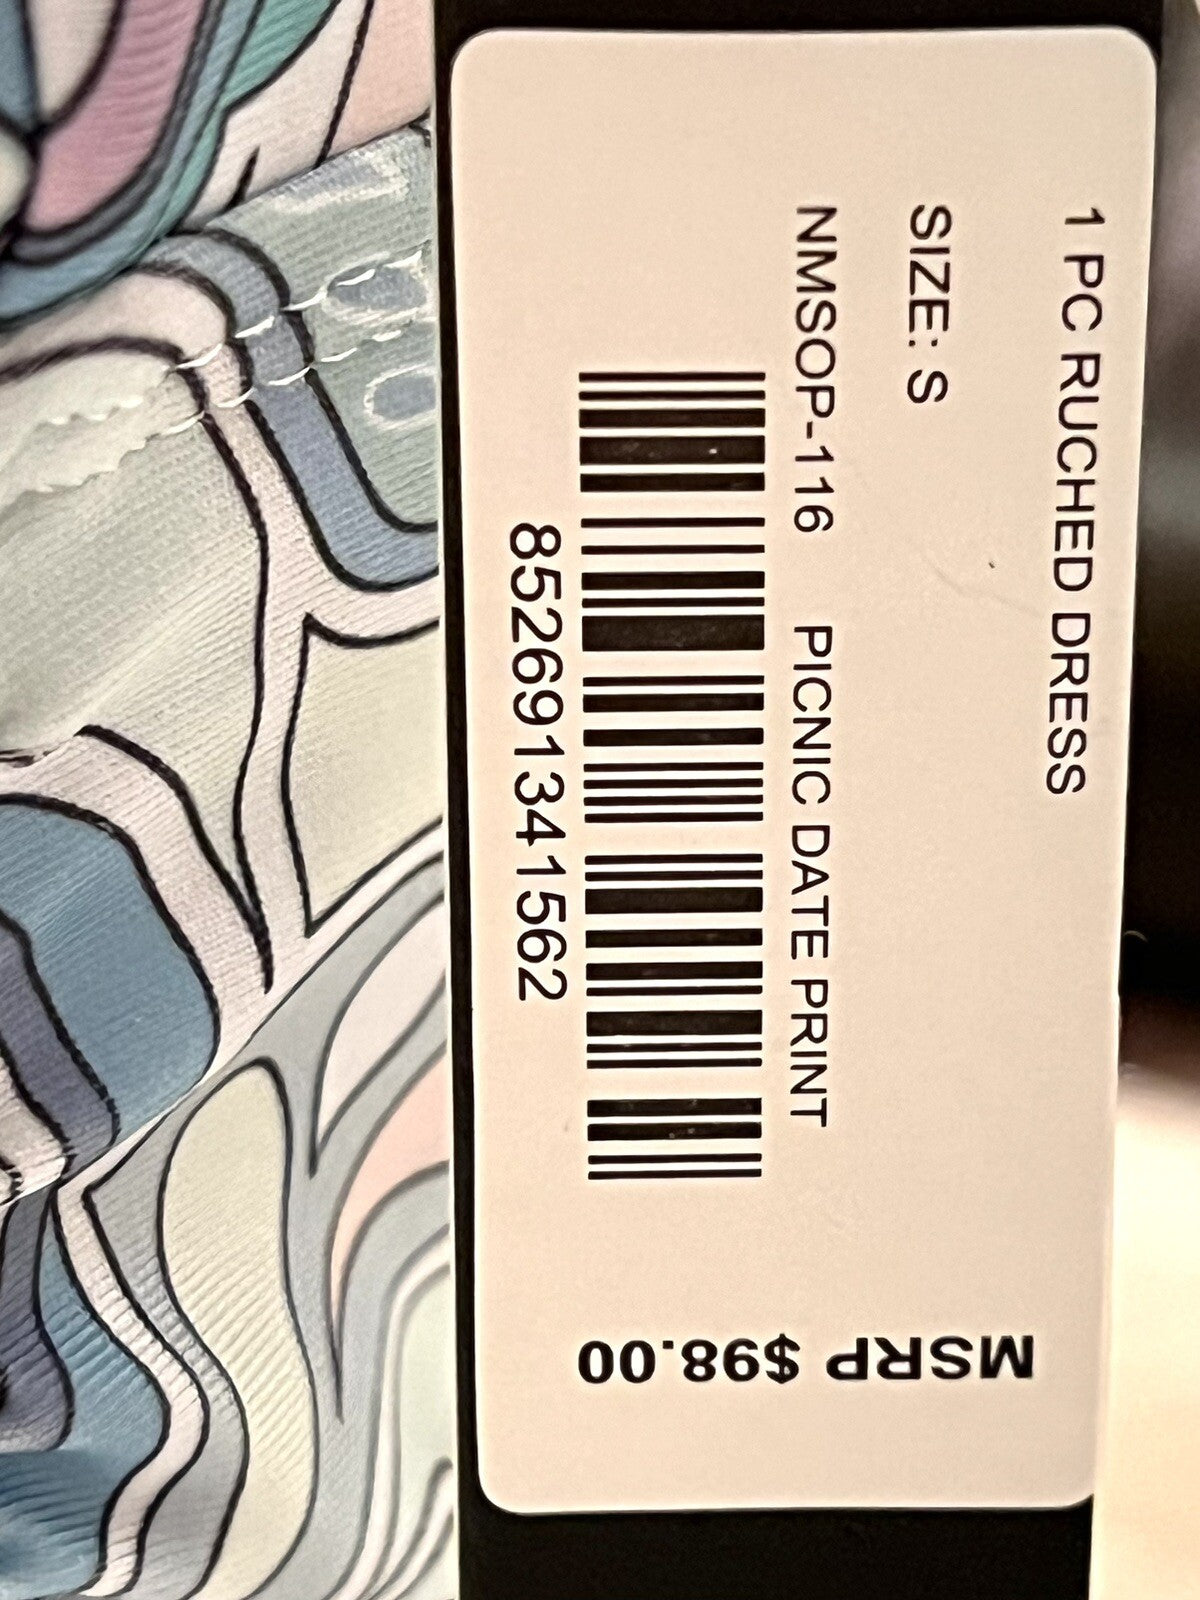 1 PC RUCHED DRESS
SIZE: S
NMSOP-116 PICNIC DATE PRINT
852691341562
MSRP $98.00